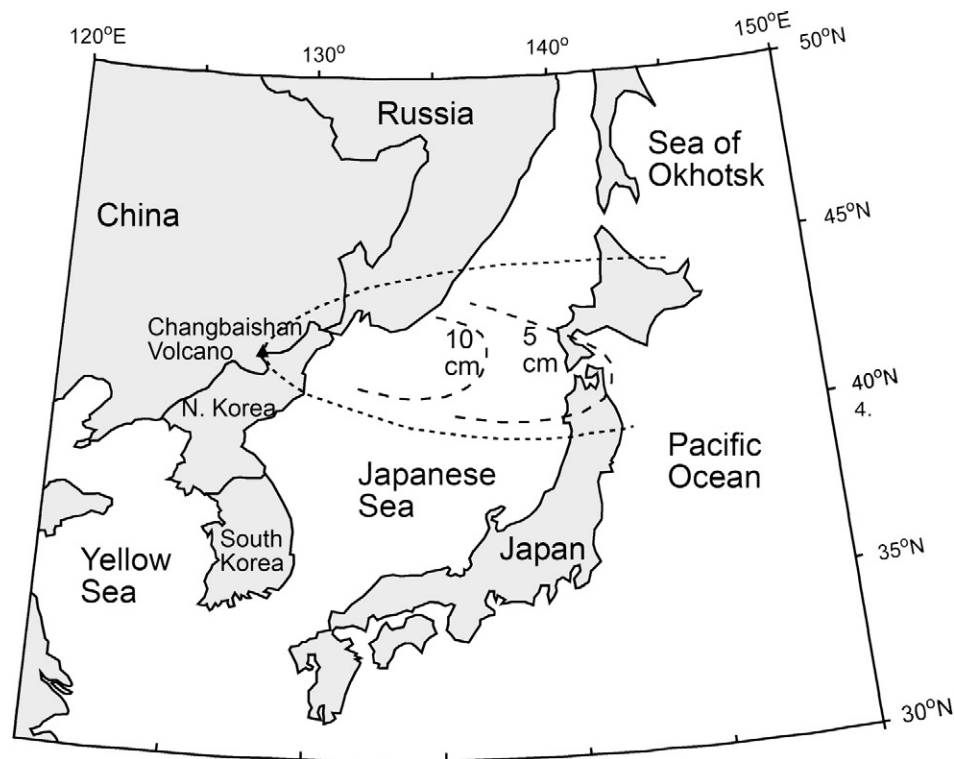 120°E
130°
140°
150°E
50°N
Russia
Sea of
Okhotsk
China
45°N
Changbaishan
Volcano
10
cm
5
cm
N. Korea
40°N
4.
Pacific
Ocean
Japanese
Sea
South
Korea
Japan
Yellow
Sea
35°N
30°N